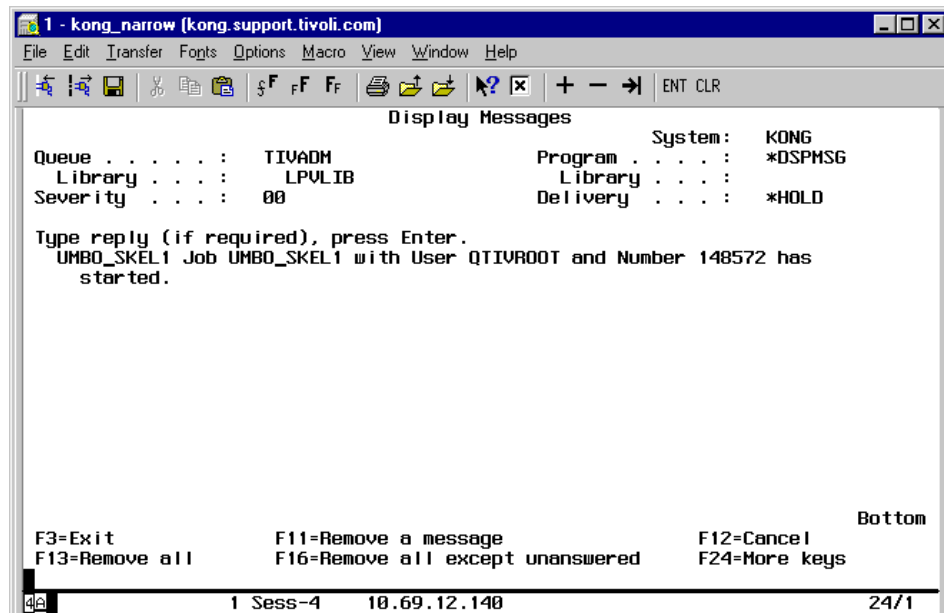 1 - kong_narrow (kong.support.tivoli.com)
File Edit Transfer Fonts Options Macro View Window Help
ENT CLR
Display Messages
System: KONG
Queue . . . . . : TIVADM Program . . . . : *DSPMSG
Library . . . : LPVLIB Library . . . :
Severity . . . : 00 Delivery . . . : *HOLD
Type reply (if required), press Enter.
UMBO_SKEL1 Job UMBO_SKEL1 with User QTIVROOT and Number 148572 has
started.
Bottom
F3=Exit F11=Remove a message F12=Cancel
F13=Remove all F16=Remove all except unanswered F24=More keys
4A 1 Sess-4 10.69.12.140 24/1